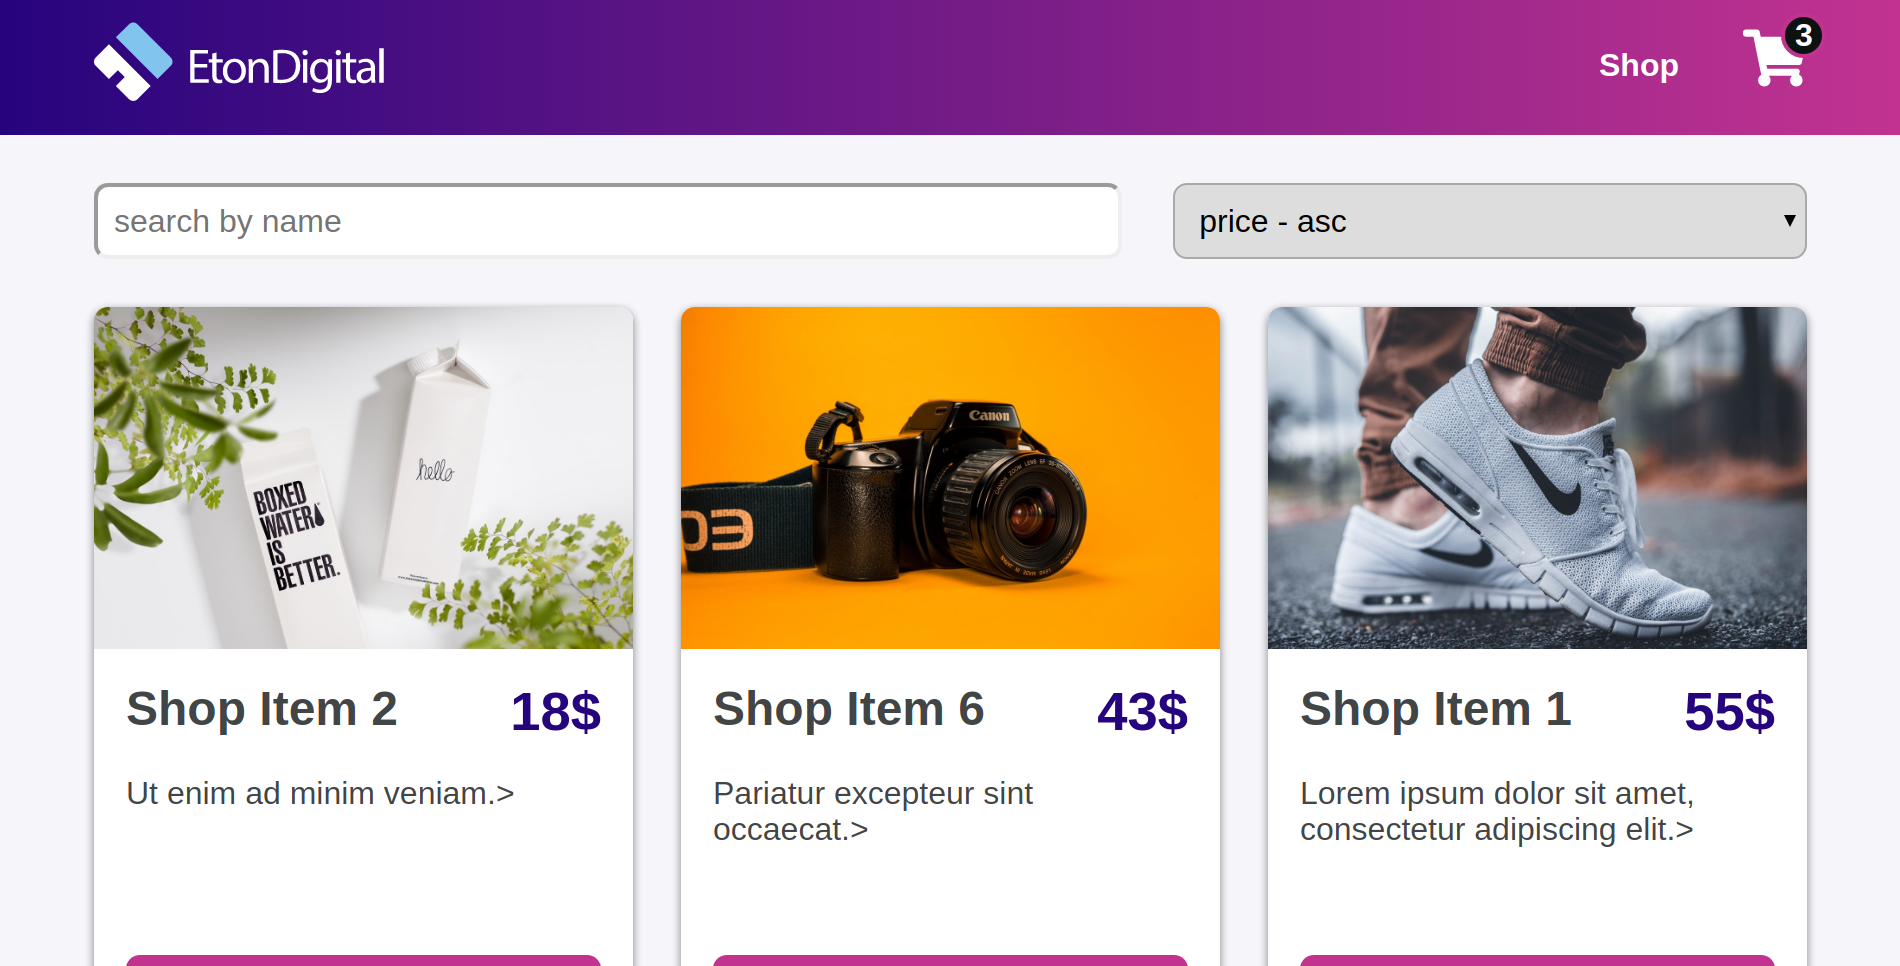 EtonDigital
Shop
3
search by name
price - asc
BOXED
WATER
IS
BETTER.
hello
Canon
03
Shop Item 2
18$
Ut enim ad minim veniam.>
Shop Item 6
43$
Pariatur excepteur sint
occaecat.>
Shop Item 1
55$
Lorem ipsum dolor sit amet,
consectetur adipiscing elit.>